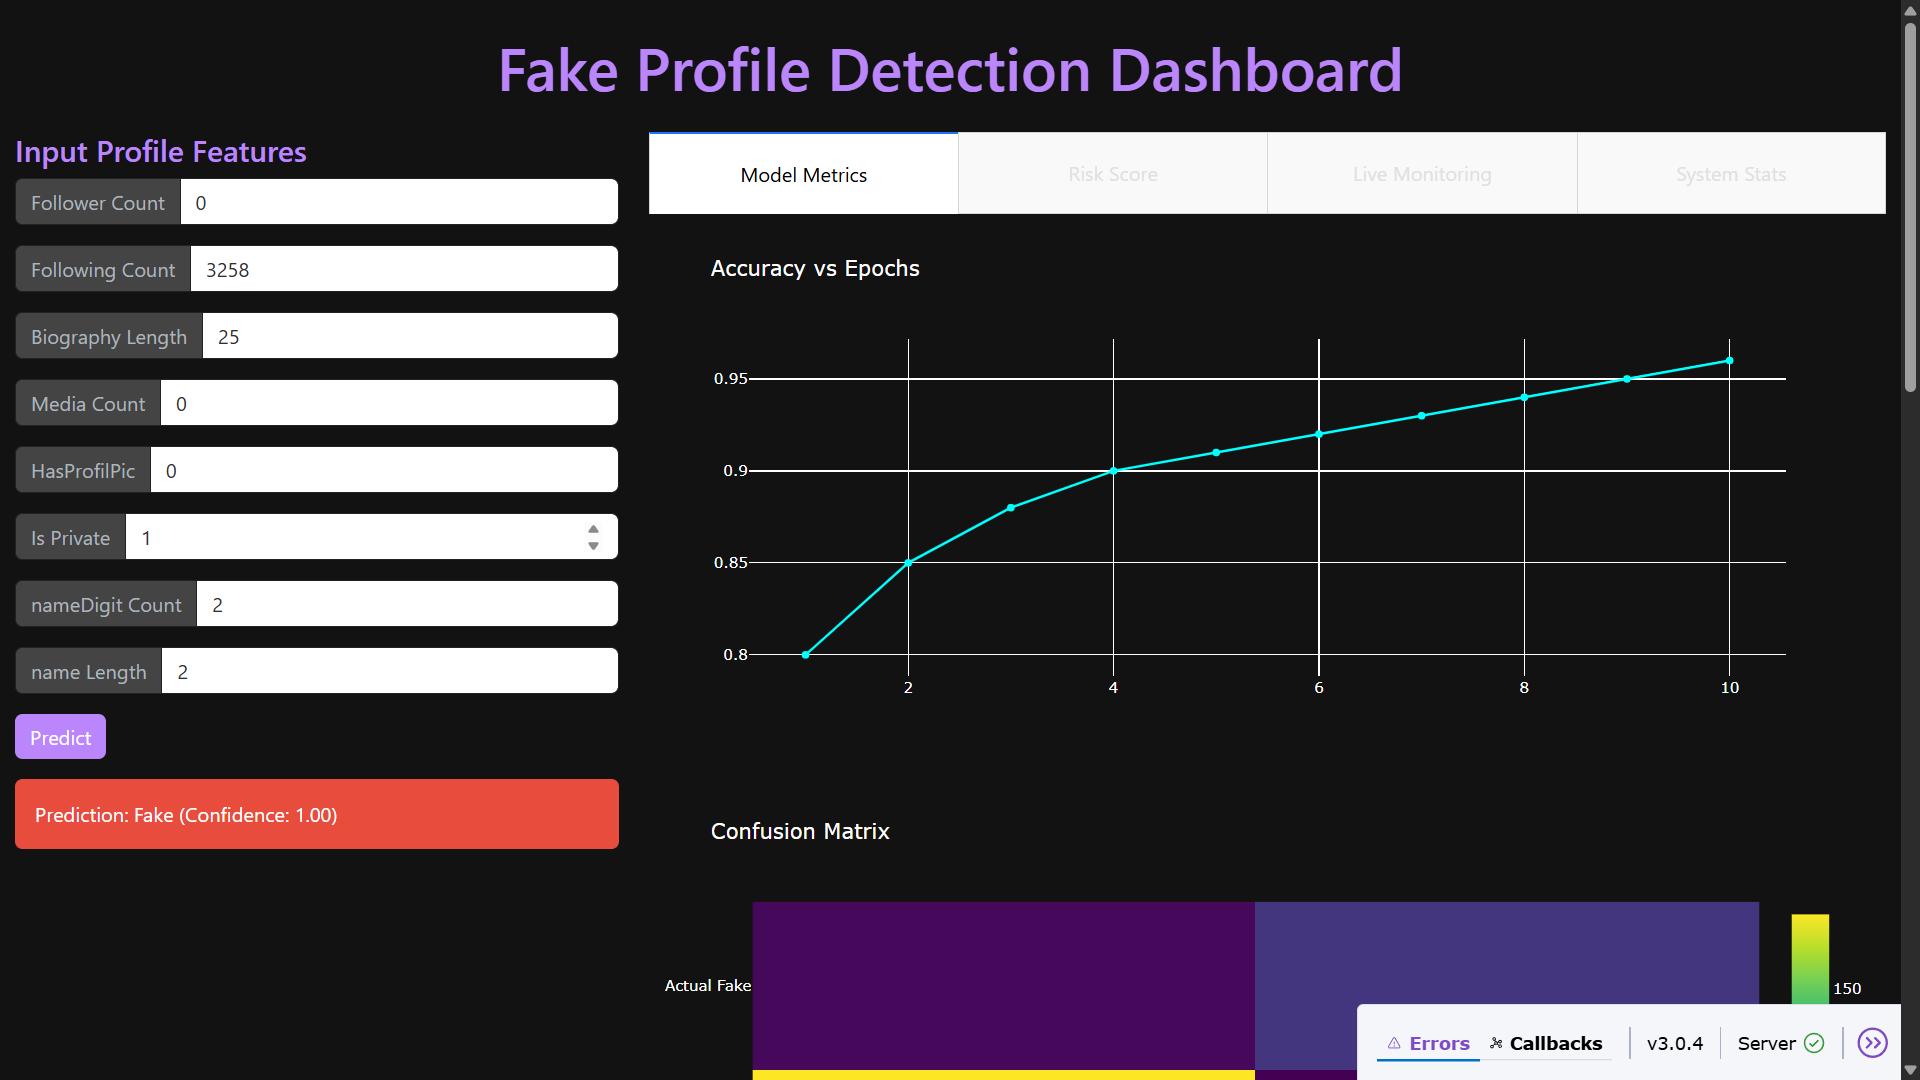 Fake Profile Detection Dashboard
Input Profile Features
Follower Count 0
Following Count 3258
Biography Length 25
Media Count 0
HasProfilPic 0
Is Private 1
nameDigit Count 2
name Length 2
Predict
Prediction: Fake (Confidence: 1.00)
Model Metrics Risk Score Live Monitoring System Stats
Accuracy vs Epochs
0.95
0.9
0.85
0.8
2 4 6 8 10
Confusion Matrix
Actual Fake
150
Errors Callbacks v3.0.4 Server